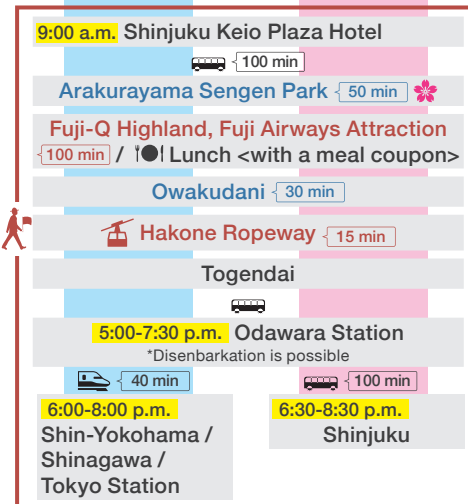 9:00 a.m. Shinjuku Keio Plaza Hotel
100 min
Arakurayama Sengen Park 50 min
Fuji-Q Highland, Fuji Airways Attraction
100 min / Lunch <with a meal coupon>
Owakudani 30 min
Hakone Ropeway 15 min
Togendai
5:00-7:30 p.m. Odawara Station
*Disenbarkation is possible
40 min
100 min
6:00-8:00 p.m.
Shin-Yokohama /
Shinagawa /
Tokyo Station
6:30-8:30 p.m.
Shinjuku